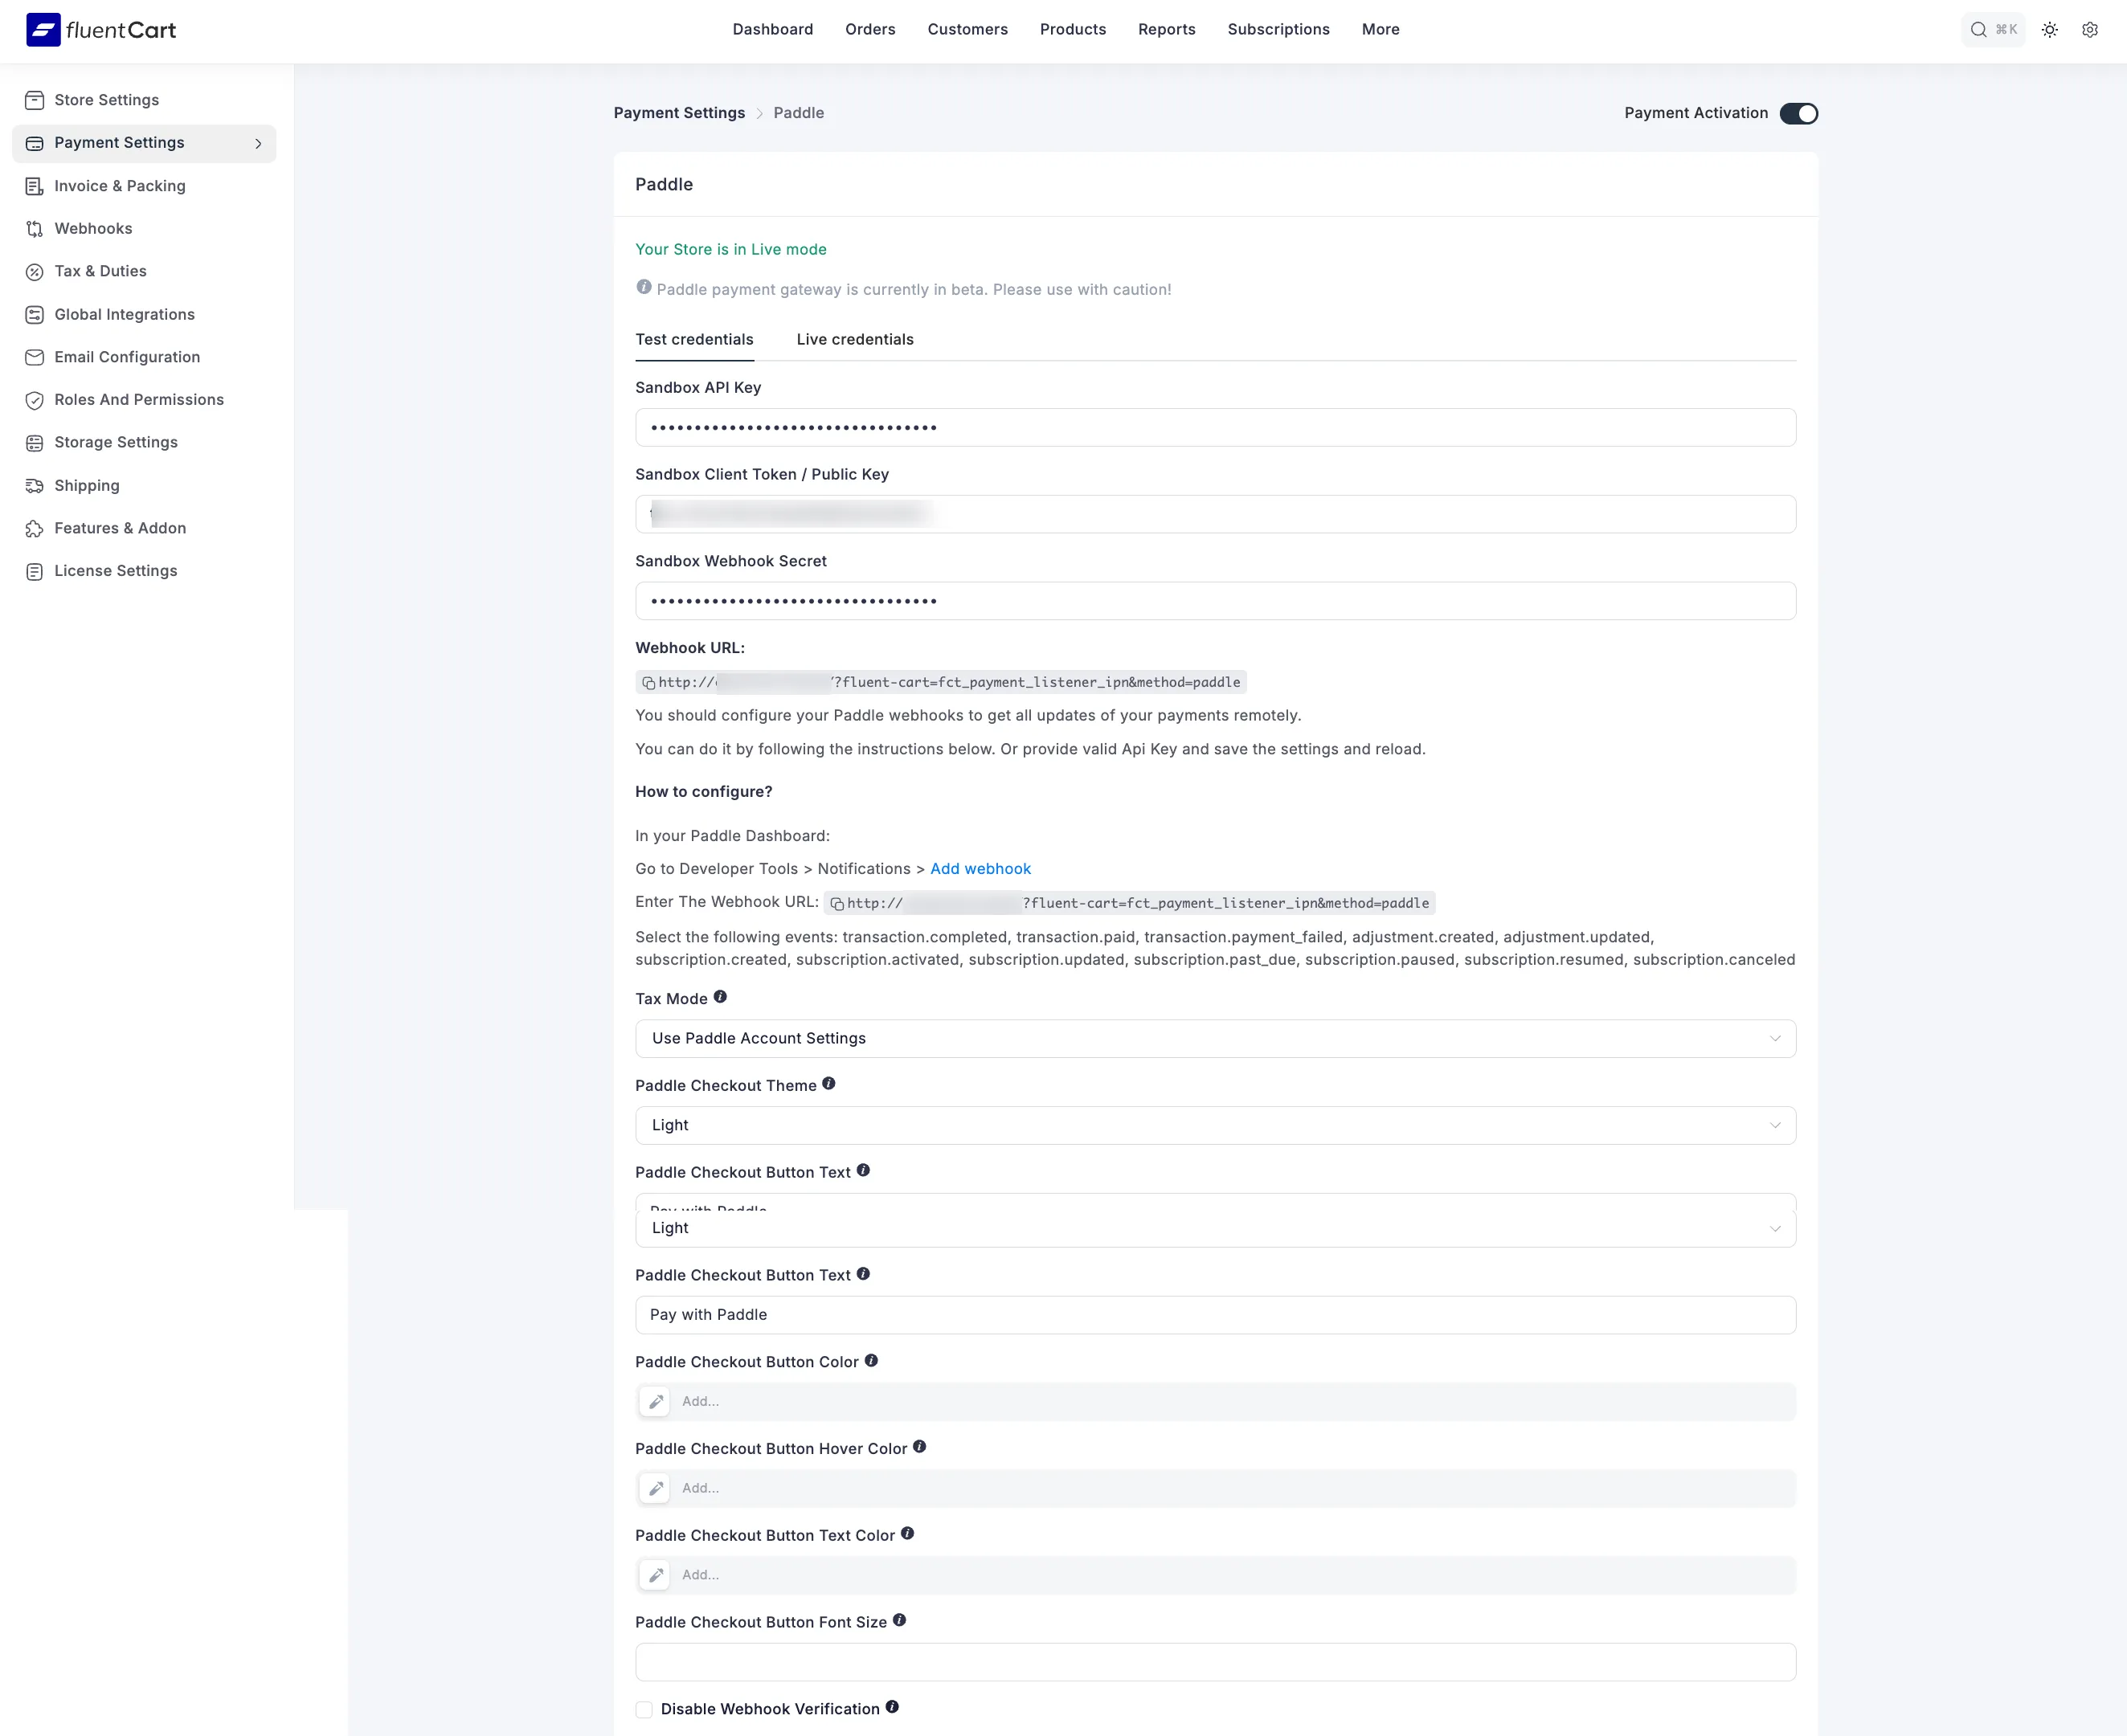 fluentCart
Dashboard
Orders
Customers
Products
Reports
Subscriptions
More
⌘K
Store Settings
Payment Settings
Invoice & Packing
Webhooks
Tax & Duties
Global Integrations
Email Configuration
Roles And Permissions
Storage Settings
Shipping
Features & Addon
License Settings
Payment Settings > Paddle
Payment Activation
Paddle
Your Store is in Live mode
Paddle payment gateway is currently in beta. Please use with caution!
Test credentials
Live credentials
Sandbox API Key
Sandbox Client Token / Public Key
Sandbox Webhook Secret
Webhook URL:
http:// ?fluent-cart=fct_payment_listener_ipn&method=paddle
You should configure your Paddle webhooks to get all updates of your payments remotely.
You can do it by following the instructions below. Or provide valid Api Key and save the settings and reload.
How to configure?
In your Paddle Dashboard:
Go to Developer Tools > Notifications > Add webhook
Enter The Webhook URL: http:// ?fluent-cart=fct_payment_listener_ipn&method=paddle
Select the following events: transaction.completed, transaction.paid, transaction.payment_failed, adjustment.created, adjustment.updated,
subscription.created, subscription.activated, subscription.updated, subscription.past_due, subscription.paused, subscription.resumed, subscription.canceled
Tax Mode
Use Paddle Account Settings
Paddle Checkout Theme
Light
Paddle Checkout Button Text
Pay with Paddle
Light
Paddle Checkout Button Text
Pay with Paddle
Paddle Checkout Button Color
Add...
Paddle Checkout Button Hover Color
Add...
Paddle Checkout Button Text Color
Add...
Paddle Checkout Button Font Size
Disable Webhook Verification